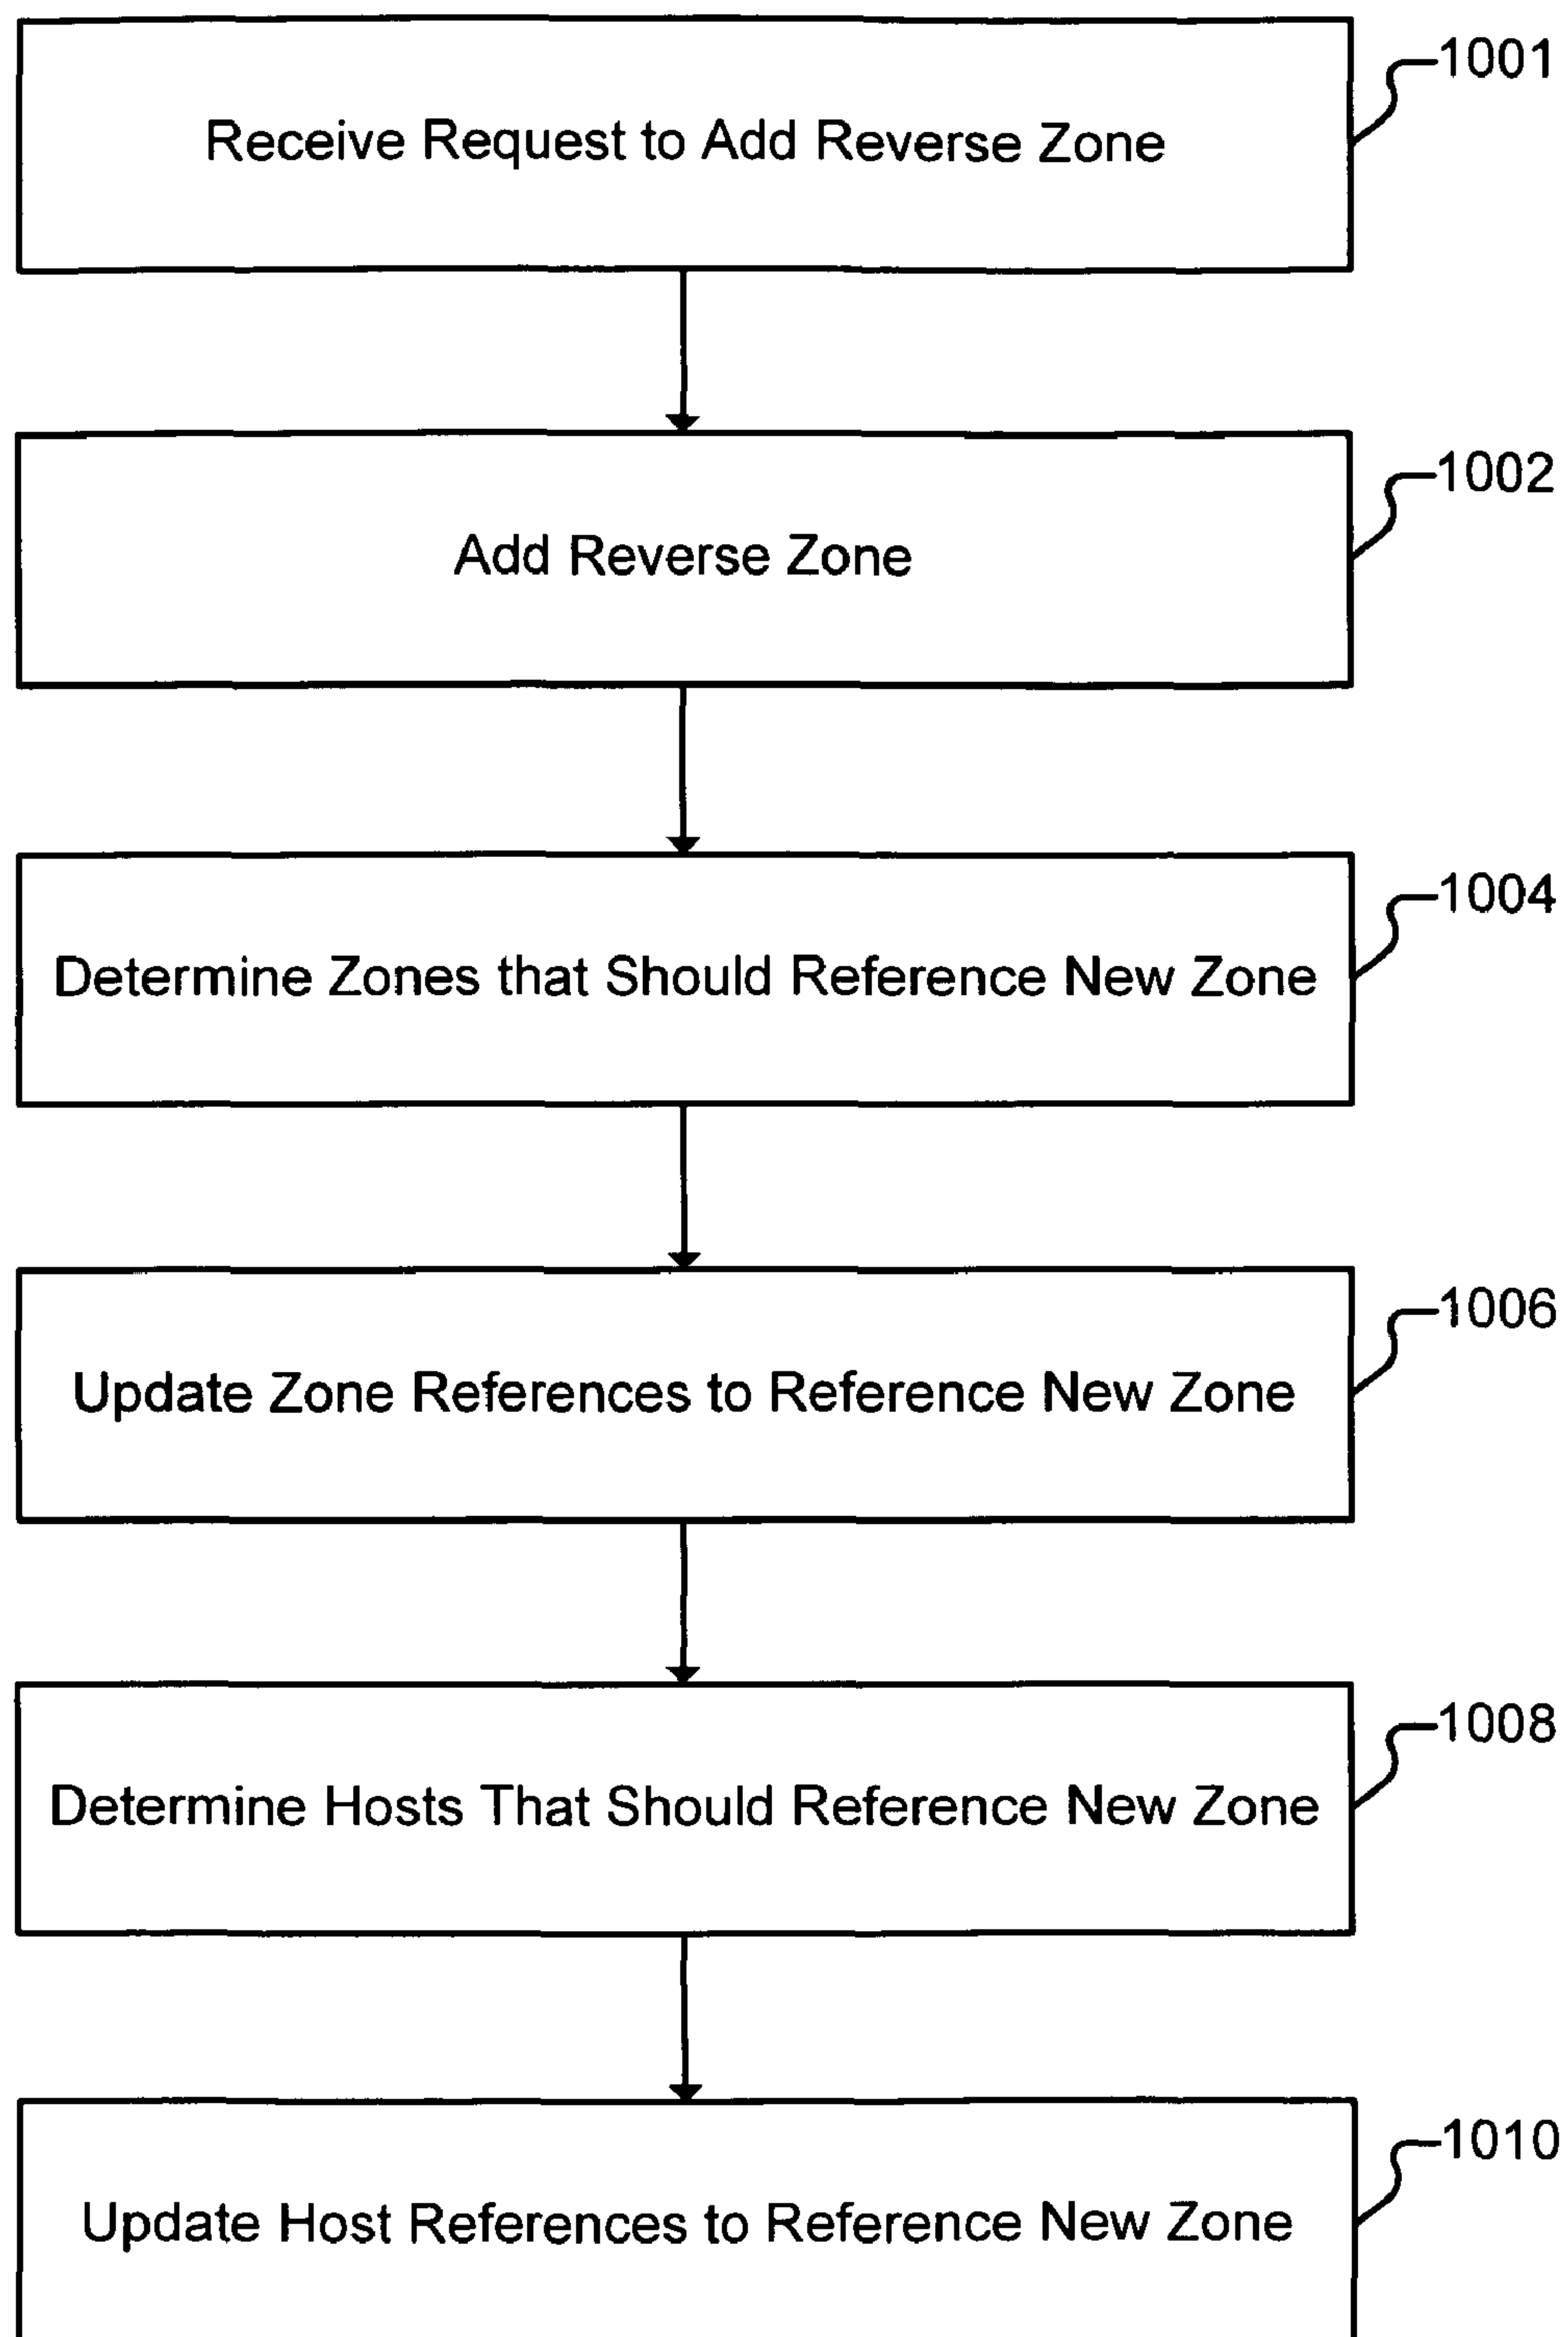 Receive Request to Add Reverse Zone
1001
Add Reverse Zone
1002
Determine Zones that Should Reference New Zone
1004
Update Zone References to Reference New Zone
1006
Determine Hosts That Should Reference New Zone
1008
Update Host References to Reference New Zone
1010